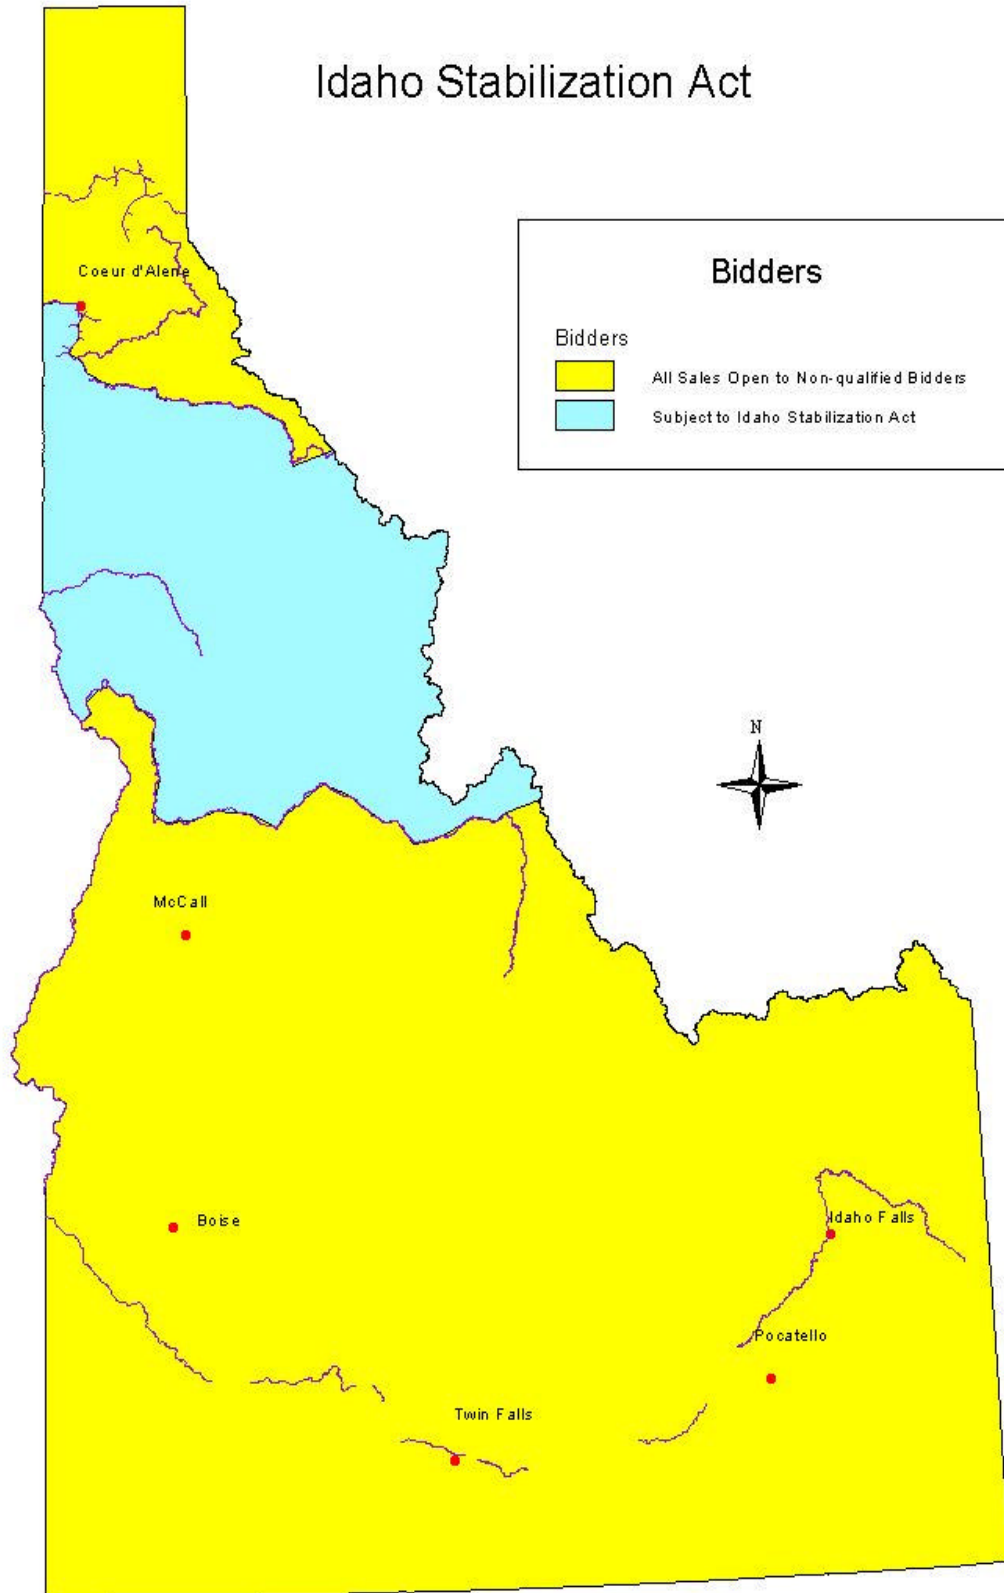 Idaho Stabilization Act
Coeur d'Alene
Bidders
Bidders
All Sales Open to Non-qualified Bidders
Subject to Idaho Stabilization Act
N
McCall
Boise
Idaho Falls
Pocatello
Twin Falls